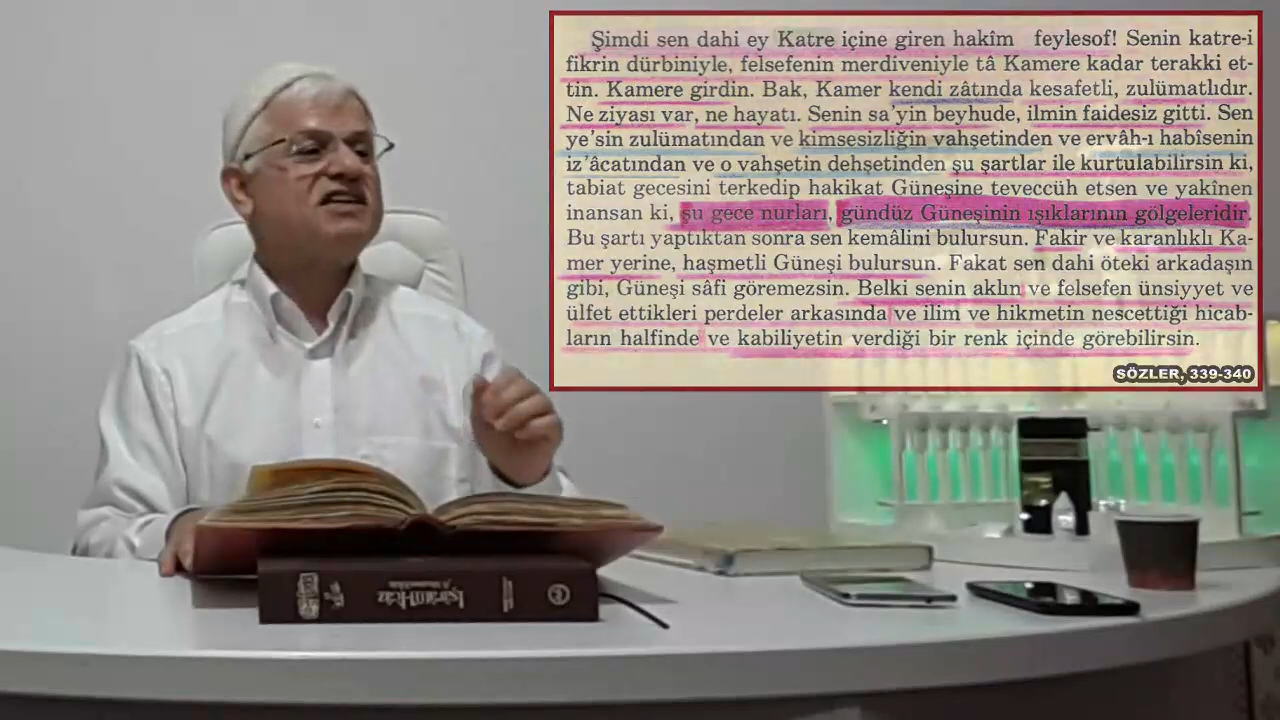 Şimdi sen dahi ey Katre içine giren hakîm feylesof! Senin katre-i
fikrin dürbiniyle, felsefenin merdiveniyle tâ Kamere kadar terakki et-
tin. Kamere girdin. Bak, Kamer kendi zâtında kesafetli, zulümatlıdır.
Ne ziyası var, ne hayatı. Senin sa'yin beyhude, ilmin faidesiz gitti. Sen
ye'sin zulümatından ve kimsesizliğin vahşetinden ve ervâh-ı habîsenin
iz'âcatından ve o vahşetin dehşetinden şu şartlar ile kurtulabilirsin ki,
tabiat gecesini terkedip hakikat Güneşine teveccüh etsen ve yakînen
inansan ki, şu gece nurları, gündüz Güneşinin ışıklarının gölgeleridir.
Bu şartı yaptıktan sonra sen kemâlini bulursun. Fakir ve karanlıklı Ka-
mer yerine, haşmetli Güneşi bulursun. Fakat sen dahi öteki arkadaşın
gibi, Güneşi sâfi göremezsin. Belki senin aklın ve felsefen ünsiyyet ve
ülfet ettikleri perdeler arkasında ve ilim ve hikmetin nescettiği hicab-
ların halfinde ve kabiliyetin verdiği bir renk içinde görebilirsin.
SÖZLER, 339-340